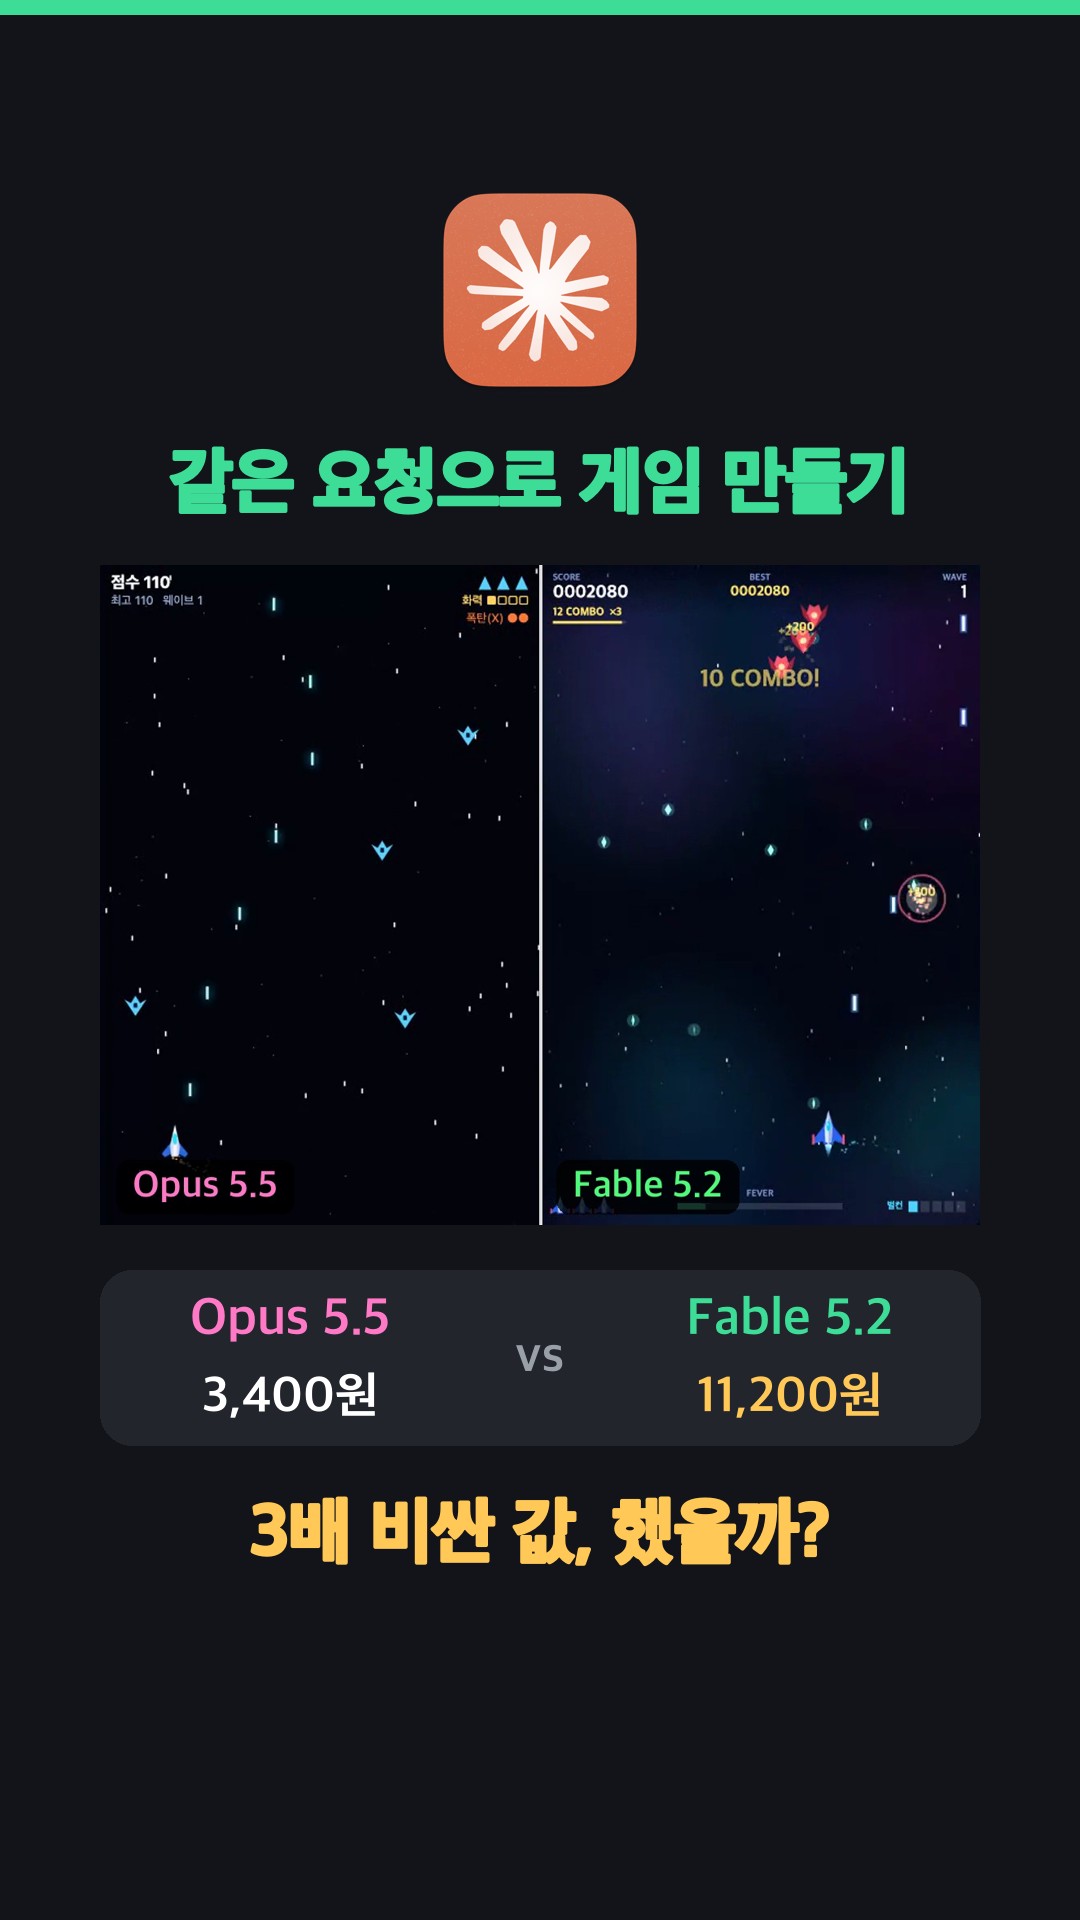 같은 요청으로 게임 만들기
점수 110
최고 110 웨이브 1
화력
폭탄(X)
Opus 5.5
SCORE
0002080
12 COMBO ×3
BEST
0002080
WAVE
1
+200
10 COMBO!
Fable 5.2
FEVER
Opus 5.5
3,400원
VS
Fable 5.2
11,200원
3배 비싼 값, 했을까?